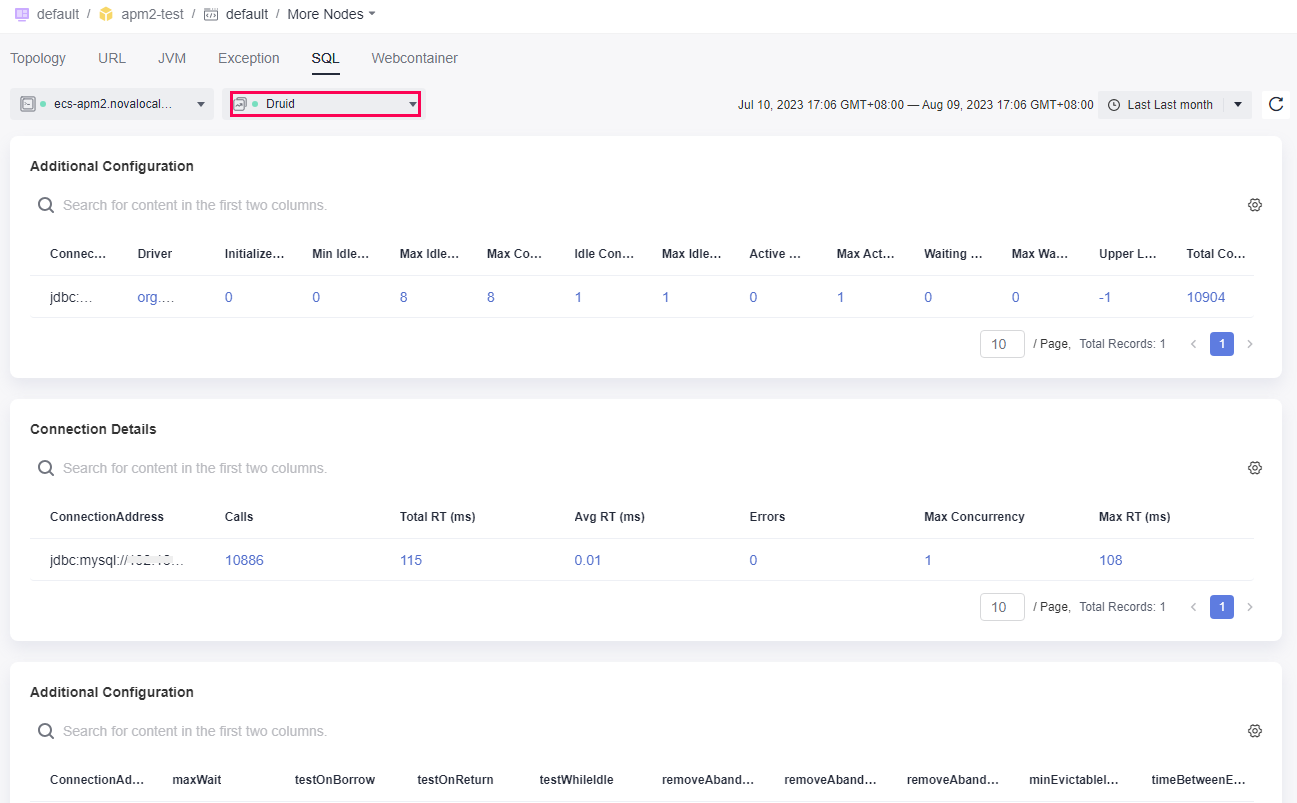 default / apm2-test / default / More Nodes
Topology URL JVM Exception SQL Webcontainer
ecs-apm2.novalocal... Druid Jul 10, 2023 17:06 GMT+08:00 — Aug 09, 2023 17:06 GMT+08:00 Last Last month
Additional Configuration
Search for content in the first two columns.
Connec... Driver Initialize... Min Idle... Max Idle... Max Co... Idle Con... Max Idle... Active ... Max Act... Waiting ... Max Wa... Upper L... Total Co...
jdbc:... org.... 0 0 8 8 1 1 0 1 0 0 -1 10904
10 / Page, Total Records: 1 < 1 >
Connection Details
Search for content in the first two columns.
ConnectionAddress Calls Total RT (ms) Avg RT (ms) Errors Max Concurrency Max RT (ms)
jdbc:mysql:// ... 10886 115 0.01 0 1 108
10 / Page, Total Records: 1 < 1 >
Additional Configuration
Search for content in the first two columns.
ConnectionAd... maxWait testOnBorrow testOnReturn testWhileIdle removeAband... removeAband... removeAband... minEvictableI... timeBetweenE...